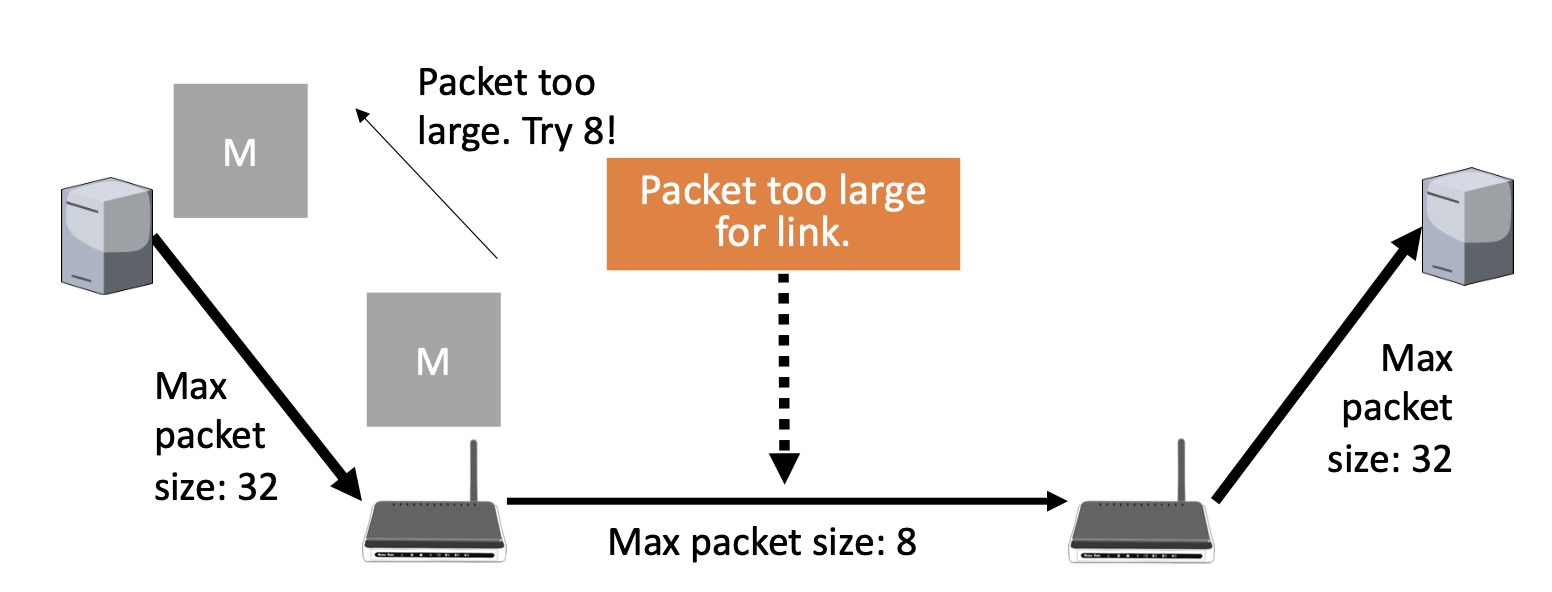 Packet too
large. Try 8!
M
Packet too large
for link.
M
Max
packet
size: 32
Max packet size: 8
Max
packet
size: 32